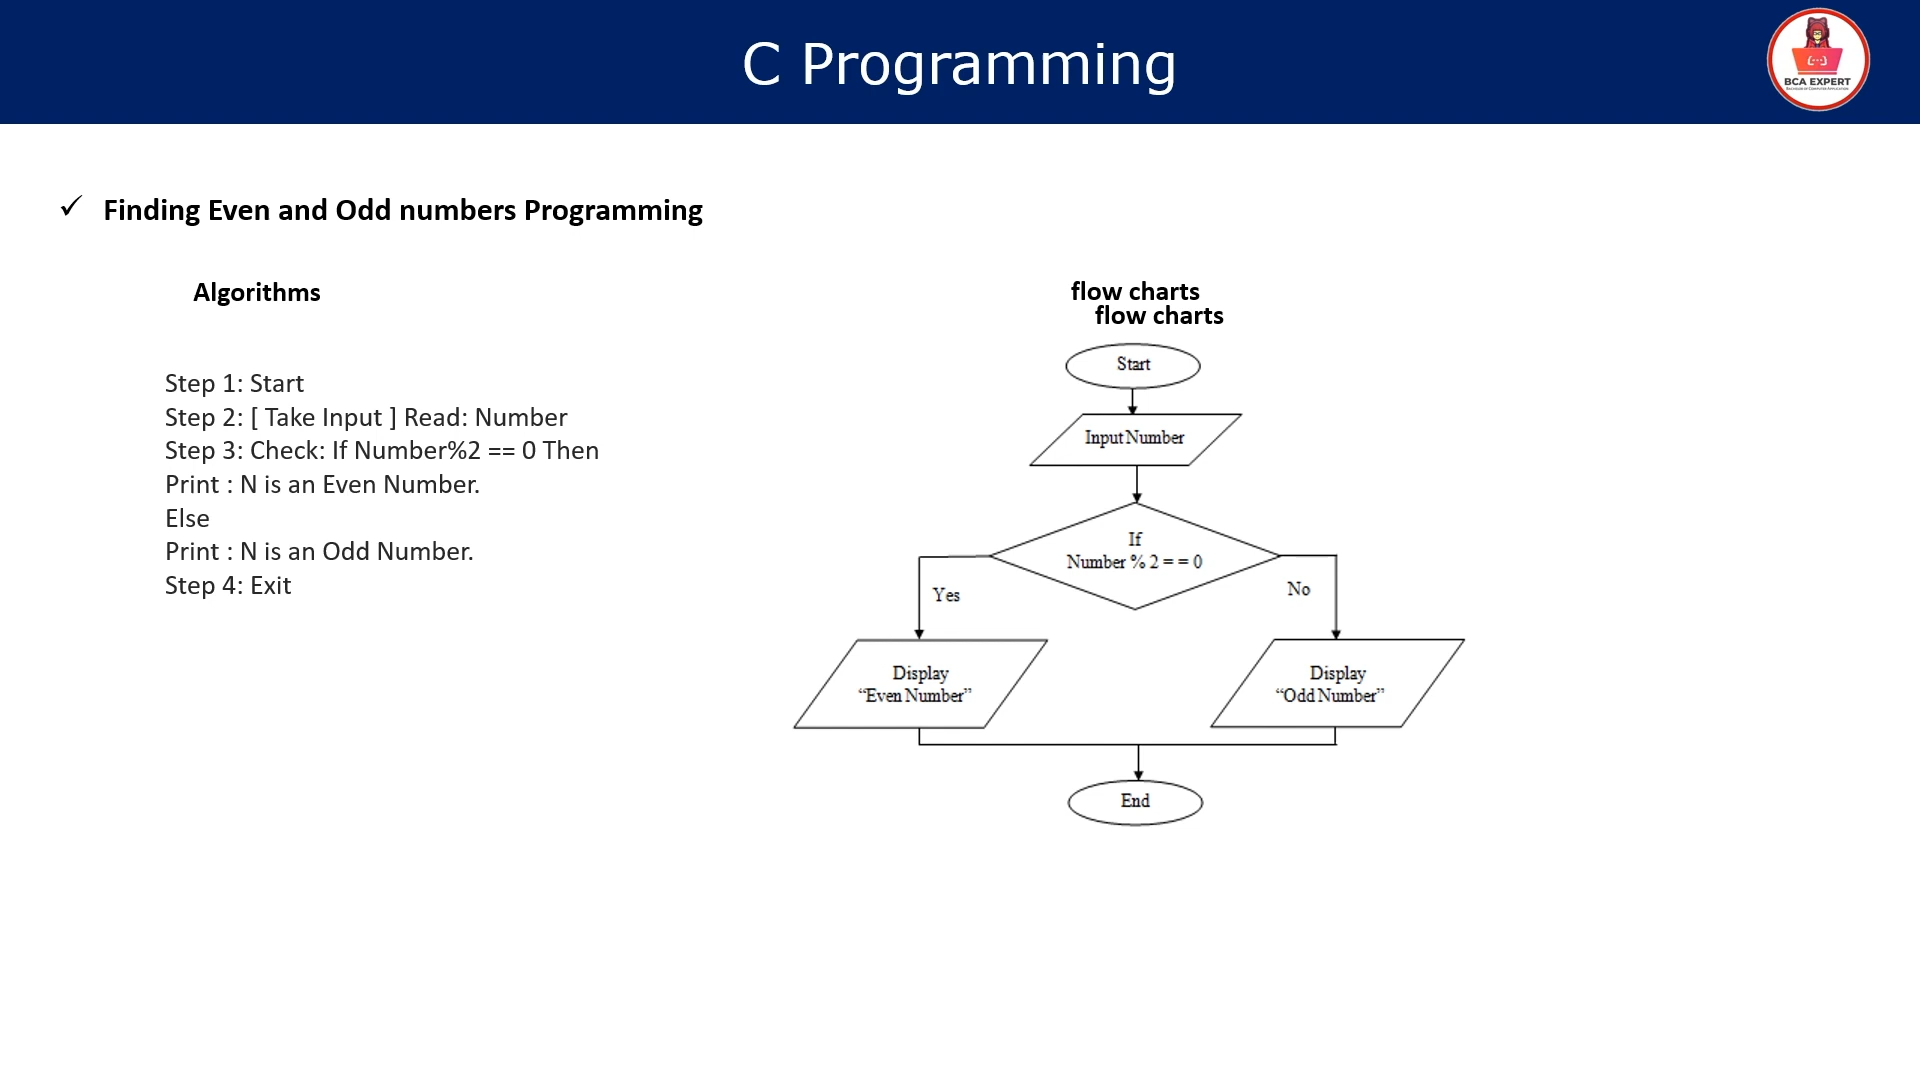 C Programming
BCA EXPERT
✓ Finding Even and Odd numbers Programming
Algorithms
Step 1: Start
Step 2: [ Take Input ] Read: Number
Step 3: Check: If Number%2 == 0 Then
Print : N is an Even Number.
Else
Print : N is an Odd Number.
Step 4: Exit
flow charts
flow charts
Start
Input Number
If
Number % 2 = = 0
Yes
No
Display
“Even Number”
Display
“Odd Number”
End